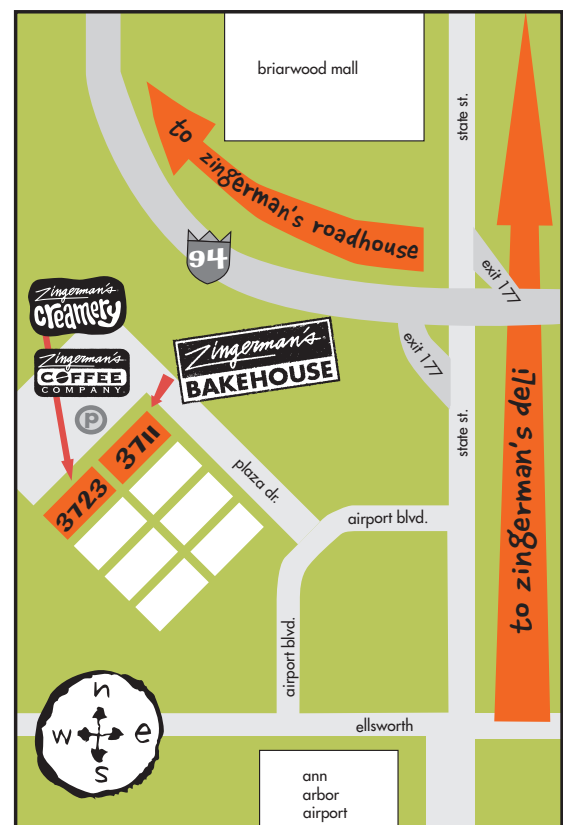 briarwood mall
state st.
to zingerman's roadhouse
94
exit 177
exit 177
Zingerman's
Creamery
Zingerman's
COFFEE
COMPANY.
Zingerman's
BAKEHOUSE
P
3711
3723
plaza dr.
state st.
to zingerman's deli
airport blvd.
airport blvd.
ellsworth
n
w e
s
ann
arbor
airport